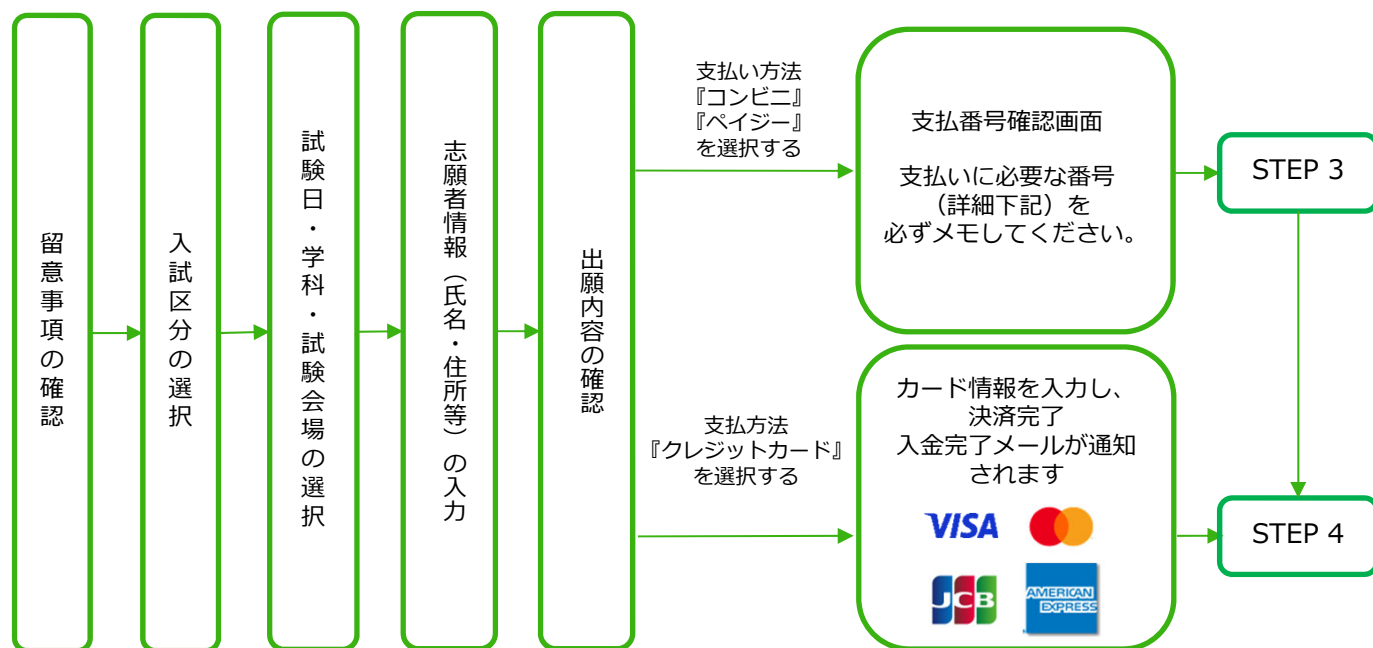 留意事項の確認
入試区分の選択
試験日・学科・試験会場の選択
志願者情報（氏名・住所等）の入力
出願内容の確認
支払い方法
『コンビニ』
『ペイジー』
を選択する
支払番号確認画面
支払いに必要な番号
（詳細下記）を
必ずメモしてください。
STEP 3
支払方法
『クレジットカード』
を選択する
カード情報を入力し、
決済完了
入金完了メールが通知
されます
VISA
JCB
AMERICAN
EXPRESS
STEP 4